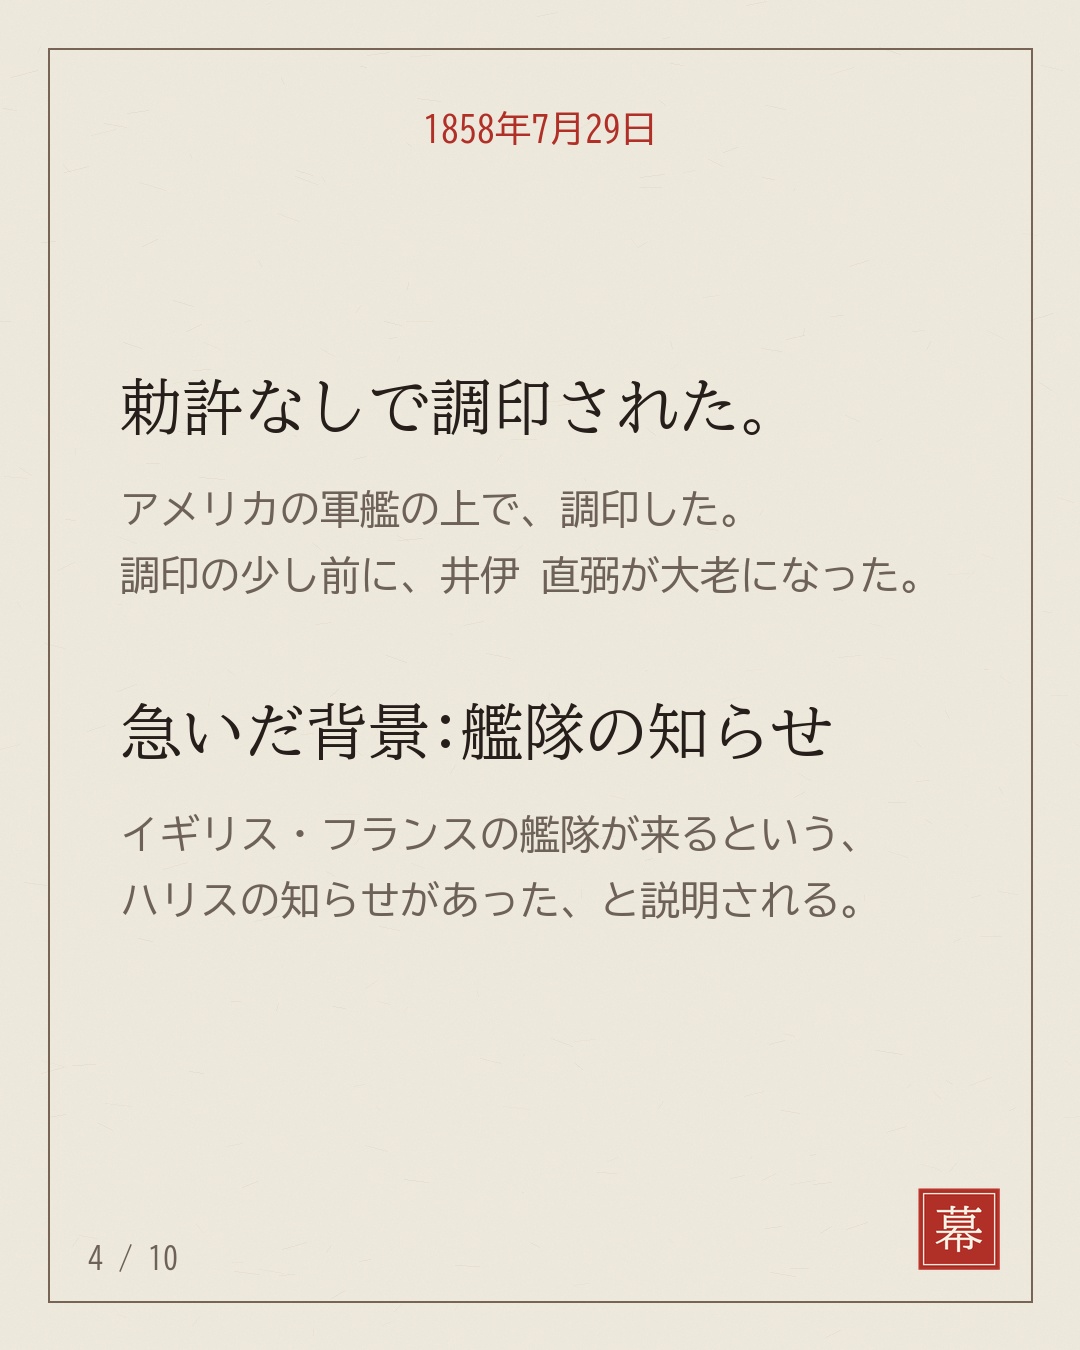 1858年7月29日
勅許なしで調印された。
アメリカの軍艦の上で、調印した。
調印の少し前に、井伊 直弼が大老になった。
急いだ背景：艦隊の知らせ
イギリス・フランスの艦隊が来るという、
ハリスの知らせがあった、と説明される。
幕
4 / 10